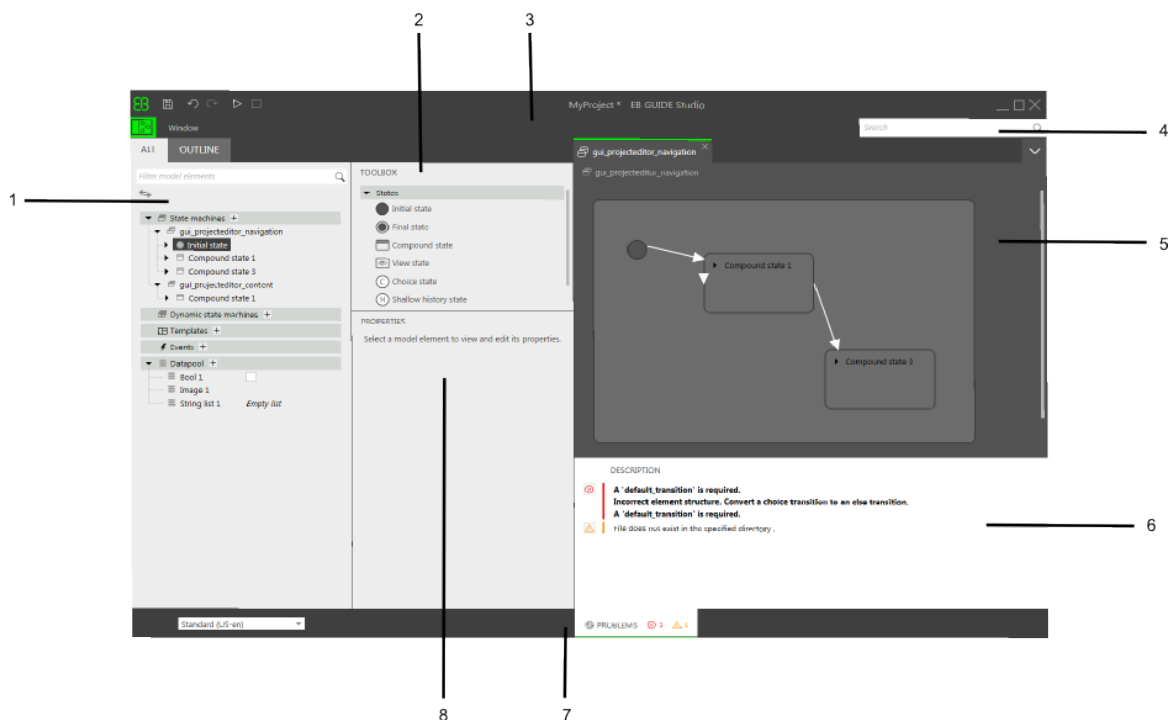 2
3
MyProject * EB GUIDE Studio
Window
Search
4
ALL
OUTLINE
gui_projecteditor_navigation
Filter model elements
TOOLBOX
gui_projecteditor_navigation
1
States
Initial state
Final state
Compound state
View state
Choice state
Shallow history state
State machines +
gui_projecteditor_navigation
Initial state
Compound state 1
Compound state 3
gui_projecteditor_content
Compound state 1
Dynamic state machines +
Templates +
Events +
Datapool +
Bool 1
Image 1
String list 1 Empty list
PROPERTIES
Select a model element to view and edit its properties.
Compound state 1
Compound state 3
5
DESCRIPTION
A 'default_transition' is required.
Incorrect element structure. Convert a choice transition to an else transition.
A 'default_transition' is required.
File does not exist in the specified directory .
6
Standard (US-en)
PROBLEMS 3 1
8
7